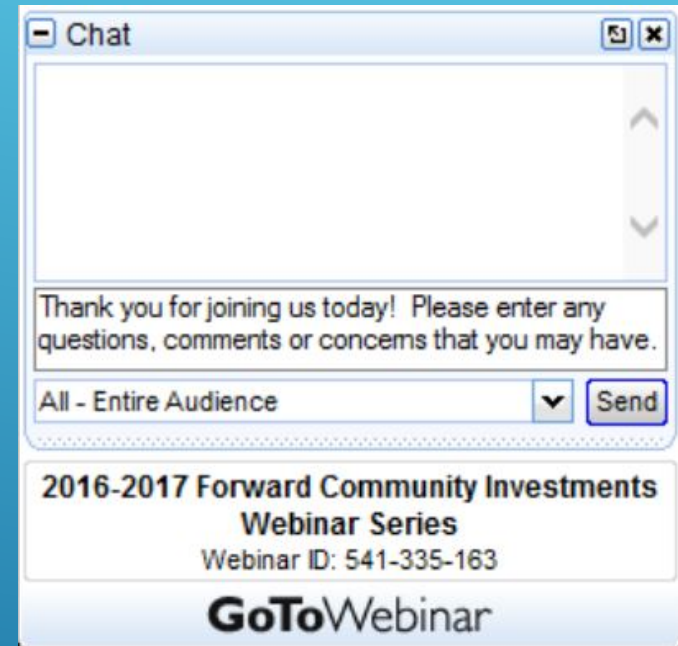 Chat
Thank you for joining us today!  Please enter any
questions, comments or concerns that you may have.
All - Entire Audience
Send
2016-2017 Forward Community Investments
Webinar Series
Webinar ID: 541-335-163
GoToWebinar